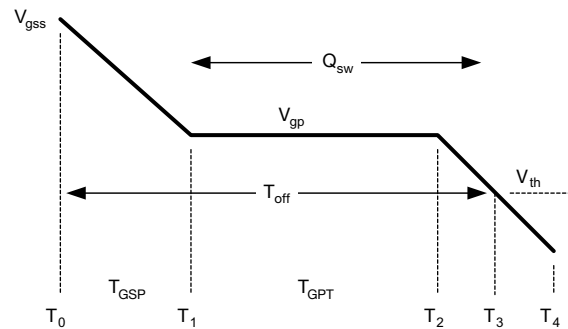 Vgss
Qsw
Vgp
Vth
Toff
TGSP TGPT
T0 T1 T2 T3 T4